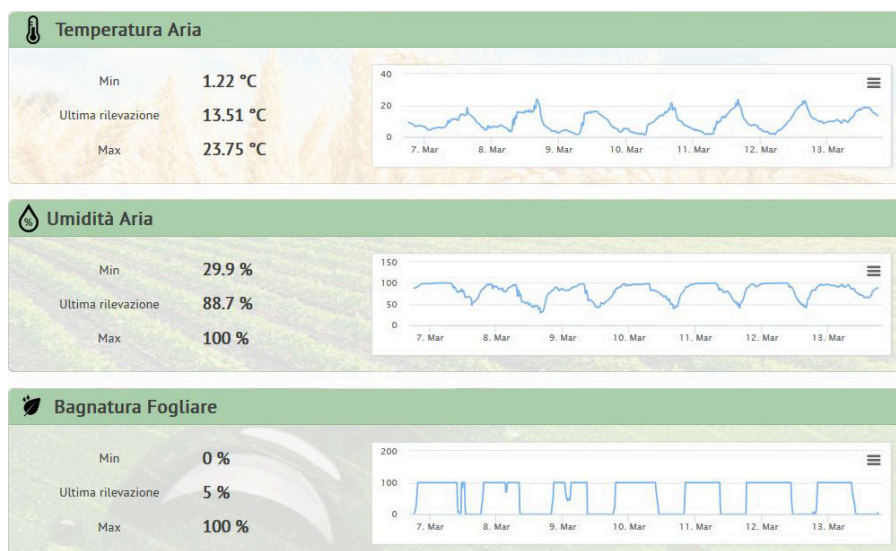 Temperatura Aria
Min 1.22 °C
Ultima rilevazione 13.51 °C
Max 23.75 °C
40
20
0
7. Mar 8. Mar 9. Mar 10. Mar 11. Mar 12. Mar 13. Mar
% Umidità Aria
Min 29.9 %
Ultima rilevazione 88.7 %
Max 100 %
150
100
50
0
7. Mar 8. Mar 9. Mar 10. Mar 11. Mar 12. Mar 13. Mar
Bagnatura Fogliare
Min 0 %
Ultima rilevazione 5 %
Max 100 %
200
100
0
7. Mar 8. Mar 9. Mar 10. Mar 11. Mar 12. Mar 13. Mar